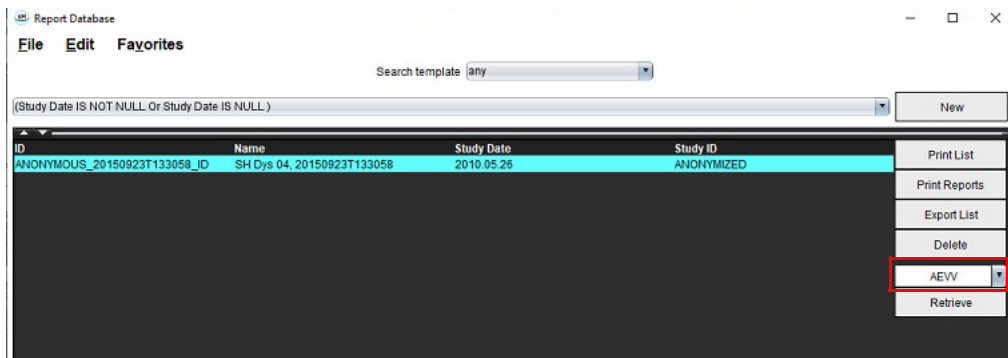 SH Report Database
File Edit Favorites
Search template any
(Study Date IS NOT NULL Or Study Date IS NULL )
New
ID Name Study Date Study ID
ANONYMOUS_20150923T133058_ID SH Dys 04, 20150923T133058 2010.05.26 ANONYMIZED
Print List
Print Reports
Export List
Delete
AEVV
Retrieve